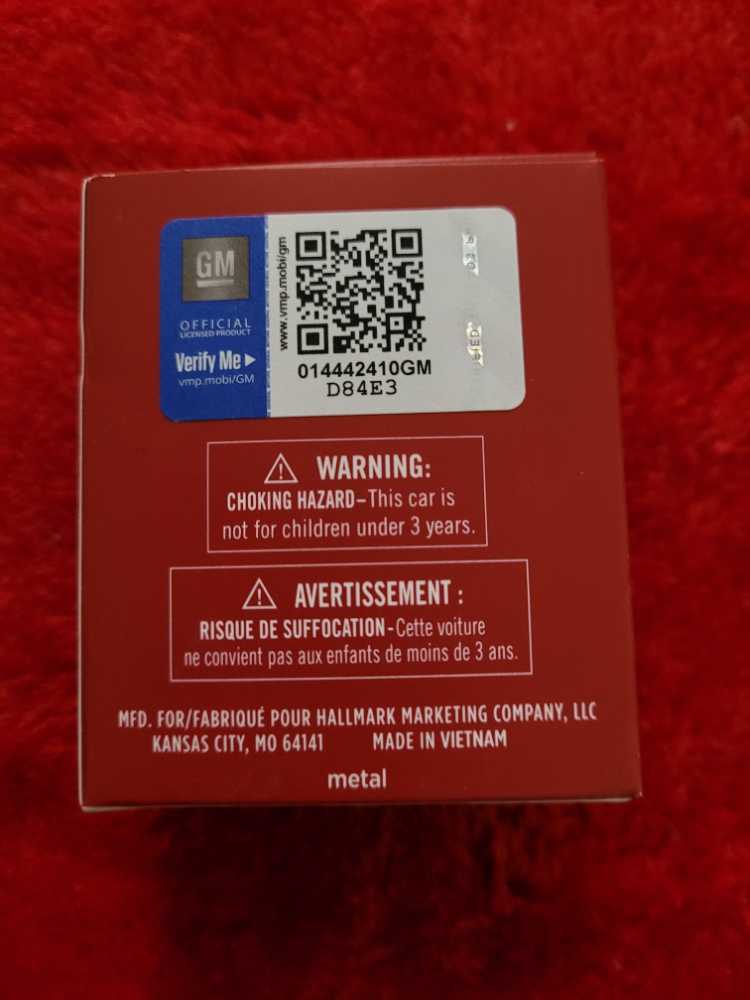 GM
OFFICIAL
LICENSED PRODUCT
Verify Me
vmp.mobi/GM
www.vmp.mobi/gm
014442410GM
D84E3
WARNING:
CHOKING HAZARD–This car is
not for children under 3 years.
AVERTISSEMENT :
RISQUE DE SUFFOCATION-Cette voiture
ne convient pas aux enfants de moins de 3 ans.
MFD. FOR/FABRIQUÉ POUR HALLMARK MARKETING COMPANY, LLC
KANSAS CITY, MO 64141 MADE IN VIETNAM
metal